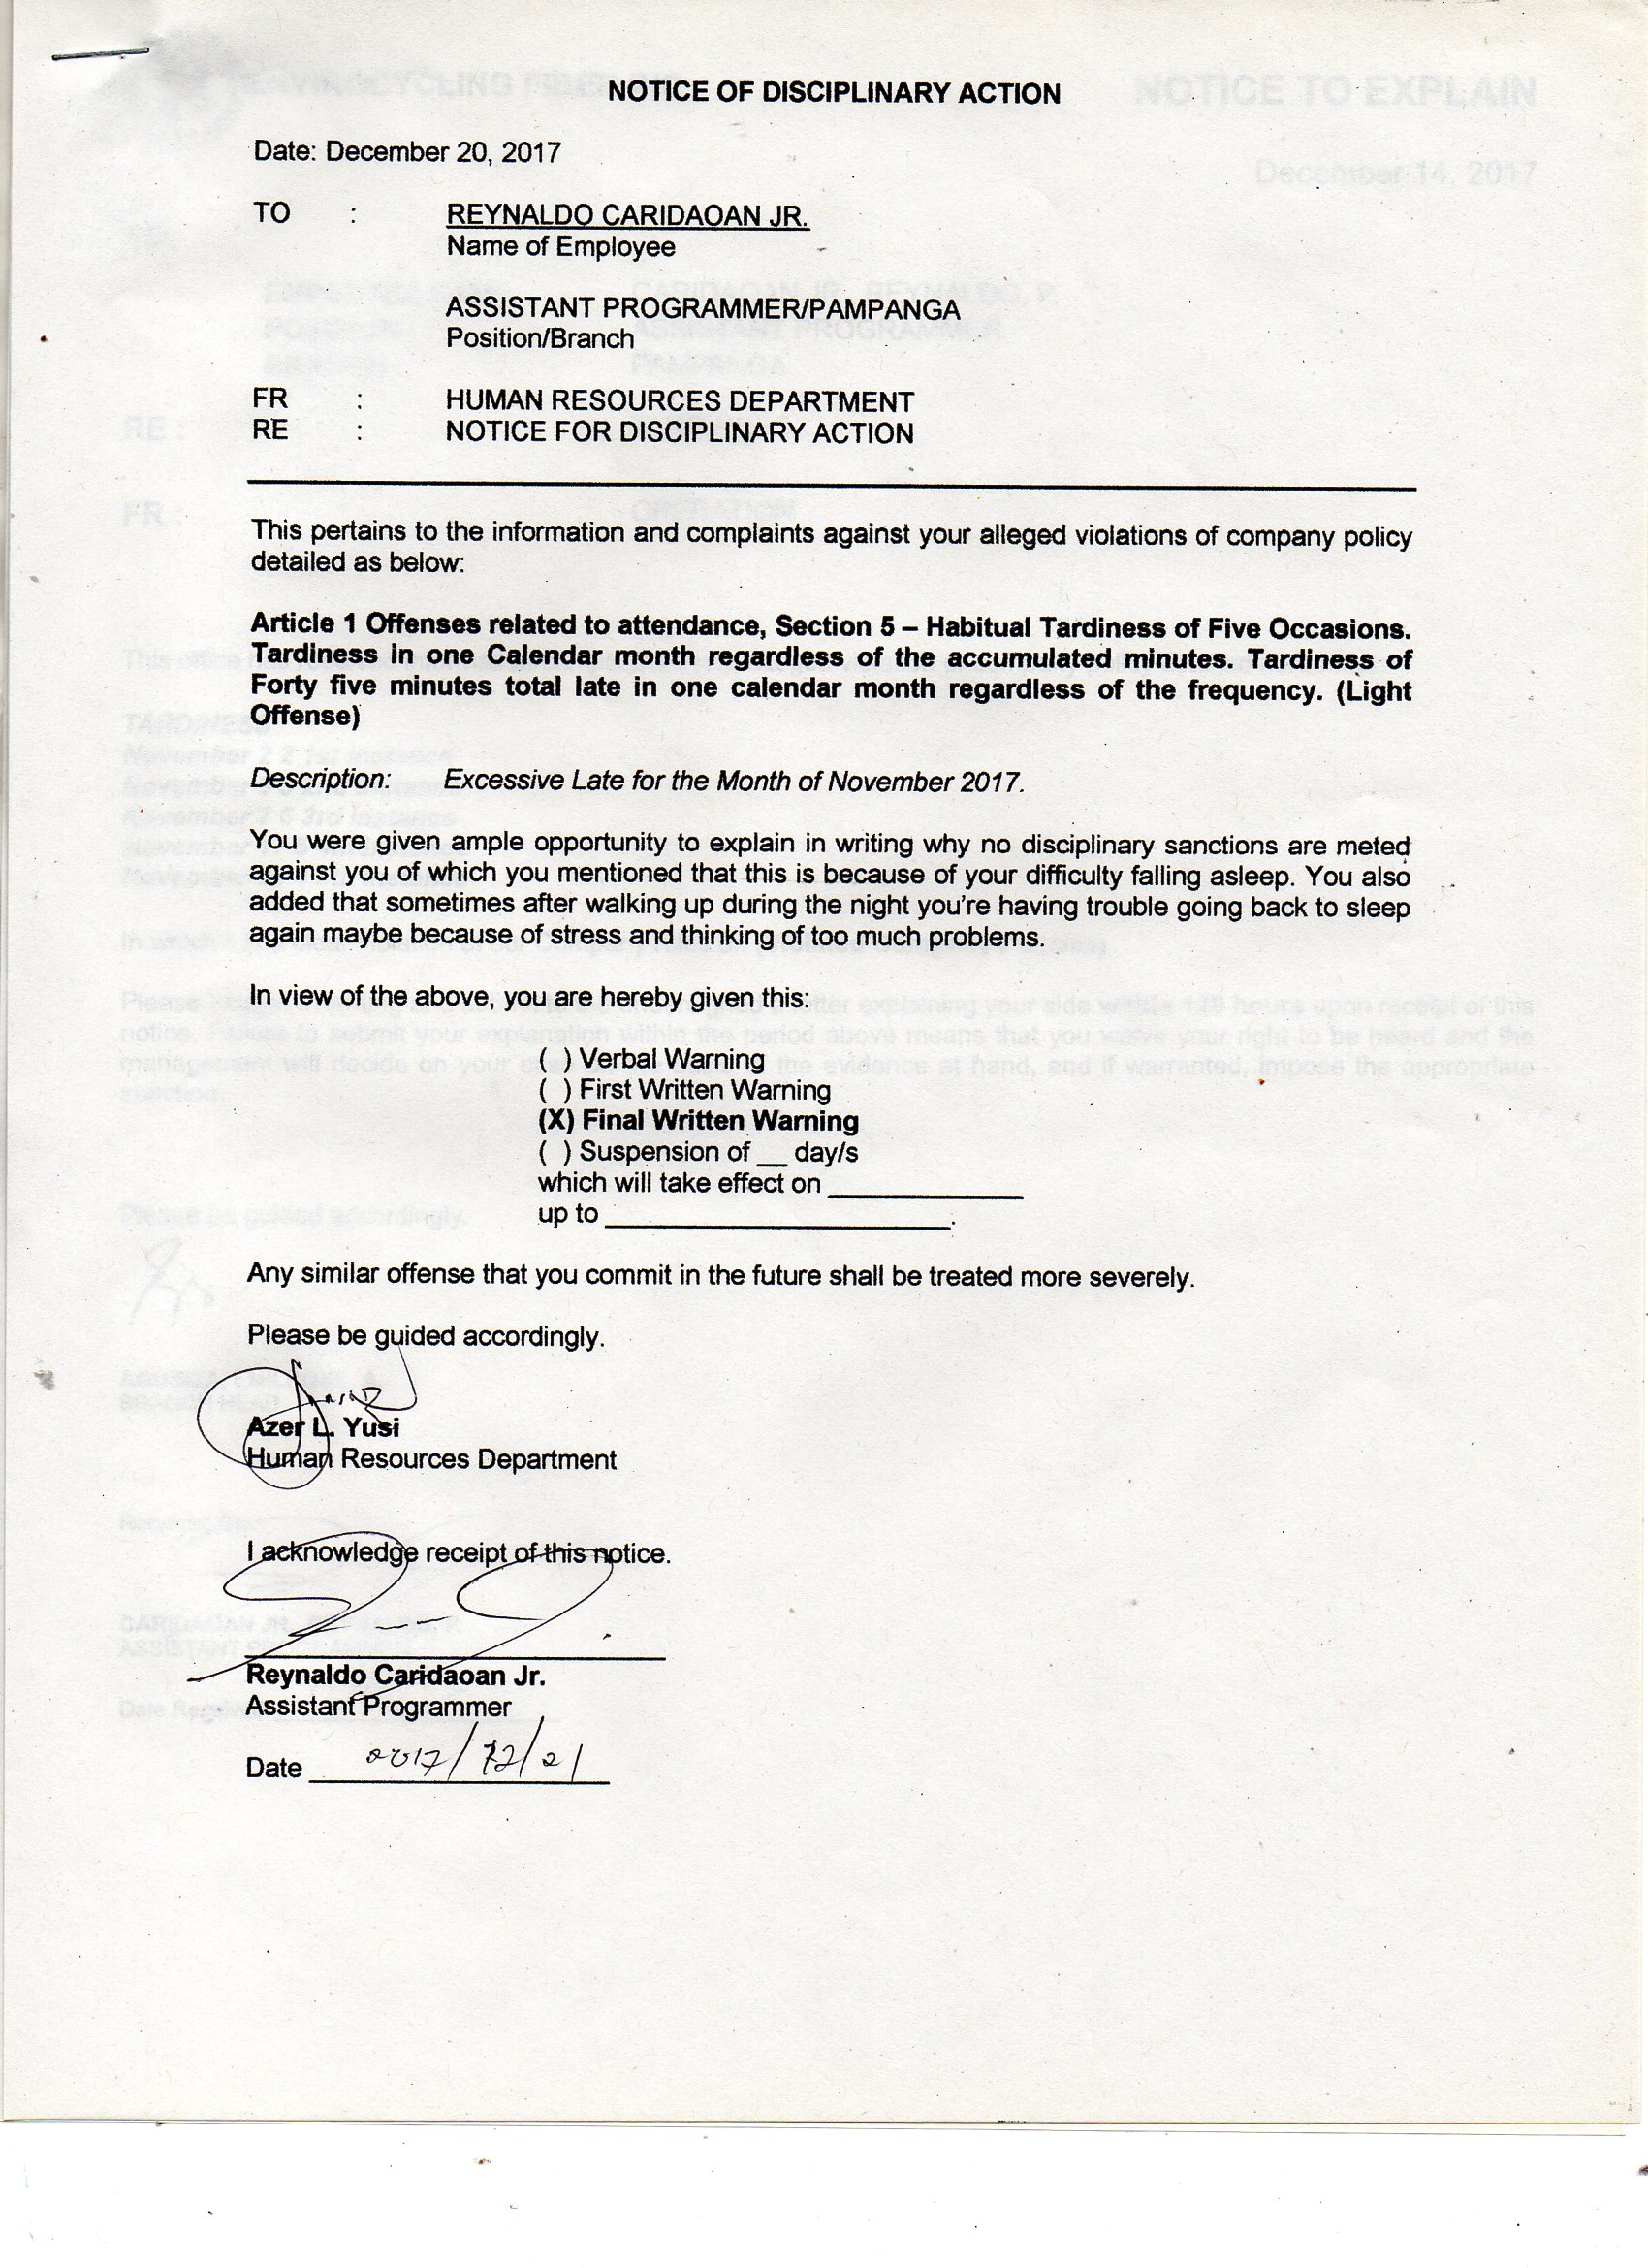 NOTICE OF DISCIPLINARY ACTION
NOTICE TO EXPLAIN
Date: December 20, 2017
December 14, 2017
TO : REYNALDO CARIDAOAN JR.
Name of Employee
ASSISTANT PROGRAMMER/PAMPANGA
Position/Branch
FR : HUMAN RESOURCES DEPARTMENT
RE : NOTICE FOR DISCIPLINARY ACTION
This pertains to the information and complaints against your alleged violations of company policy
detailed as below:
Article 1 Offenses related to attendance, Section 5 – Habitual Tardiness of Five Occasions.
Tardiness in one Calendar month regardless of the accumulated minutes. Tardiness of
Forty five minutes total late in one calendar month regardless of the frequency. (Light
Offense)
Description: Excessive Late for the Month of November 2017.
You were given ample opportunity to explain in writing why no disciplinary sanctions are meted
against you of which you mentioned that this is because of your difficulty falling asleep. You also
added that sometimes after walking up during the night you're having trouble going back to sleep
again maybe because of stress and thinking of too much problems.
In view of the above, you are hereby given this:
( ) Verbal Warning
( ) First Written Warning
(X) Final Written Warning
( ) Suspension of __ day/s
which will take effect on ____________
up to ______________________.
Any similar offense that you commit in the future shall be treated more severely.
Please be guided accordingly.
Azer L. Yusi
Human Resources Department
I acknowledge receipt of this notice.
Reynaldo Caridaoan Jr.
Assistant Programmer
Date 2017/12/21